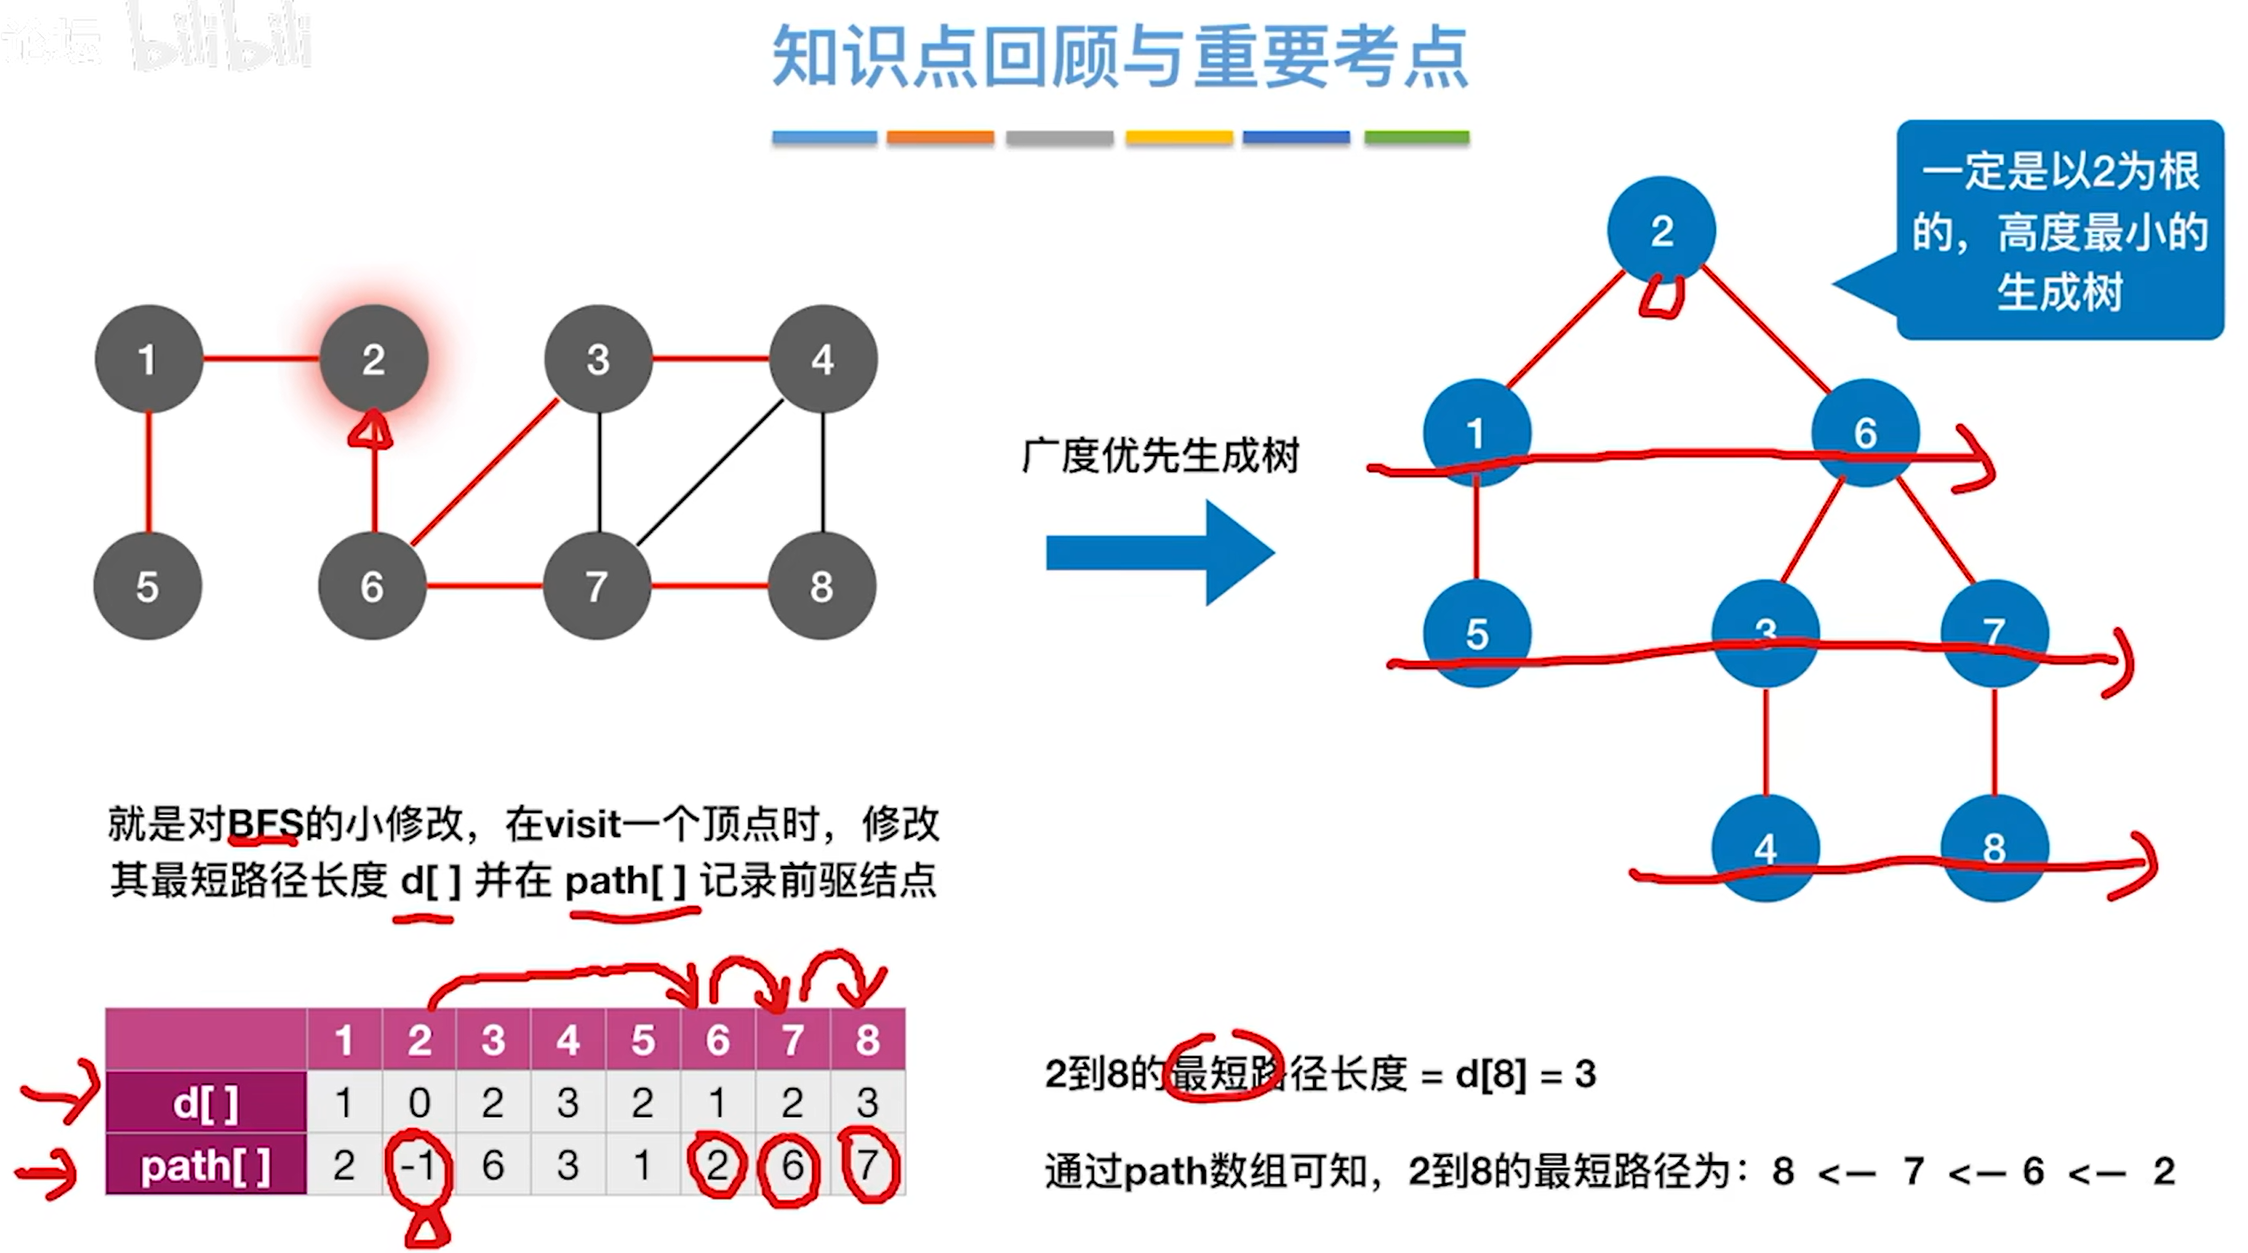 论坛 bilibili
知识点回顾与重要考点
一定是以2为根
的，高度最小的
生成树
2
1 2 3 4
1 6
广度优先生成树
5 6 7 8
5 3 7
4 8
就是对BFS的小修改，在visit一个顶点时，修改
其最短路径长度 d[ ] 并在 path[ ] 记录前驱结点
1 2 3 4 5 6 7 8
d[ ] 1 0 2 3 2 1 2 3
path[ ] 2 -1 6 3 1 2 6 7
2到8的最短路径长度 = d[8] = 3
通过path数组可知，2到8的最短路径为：8 <— 7 <— 6 <— 2